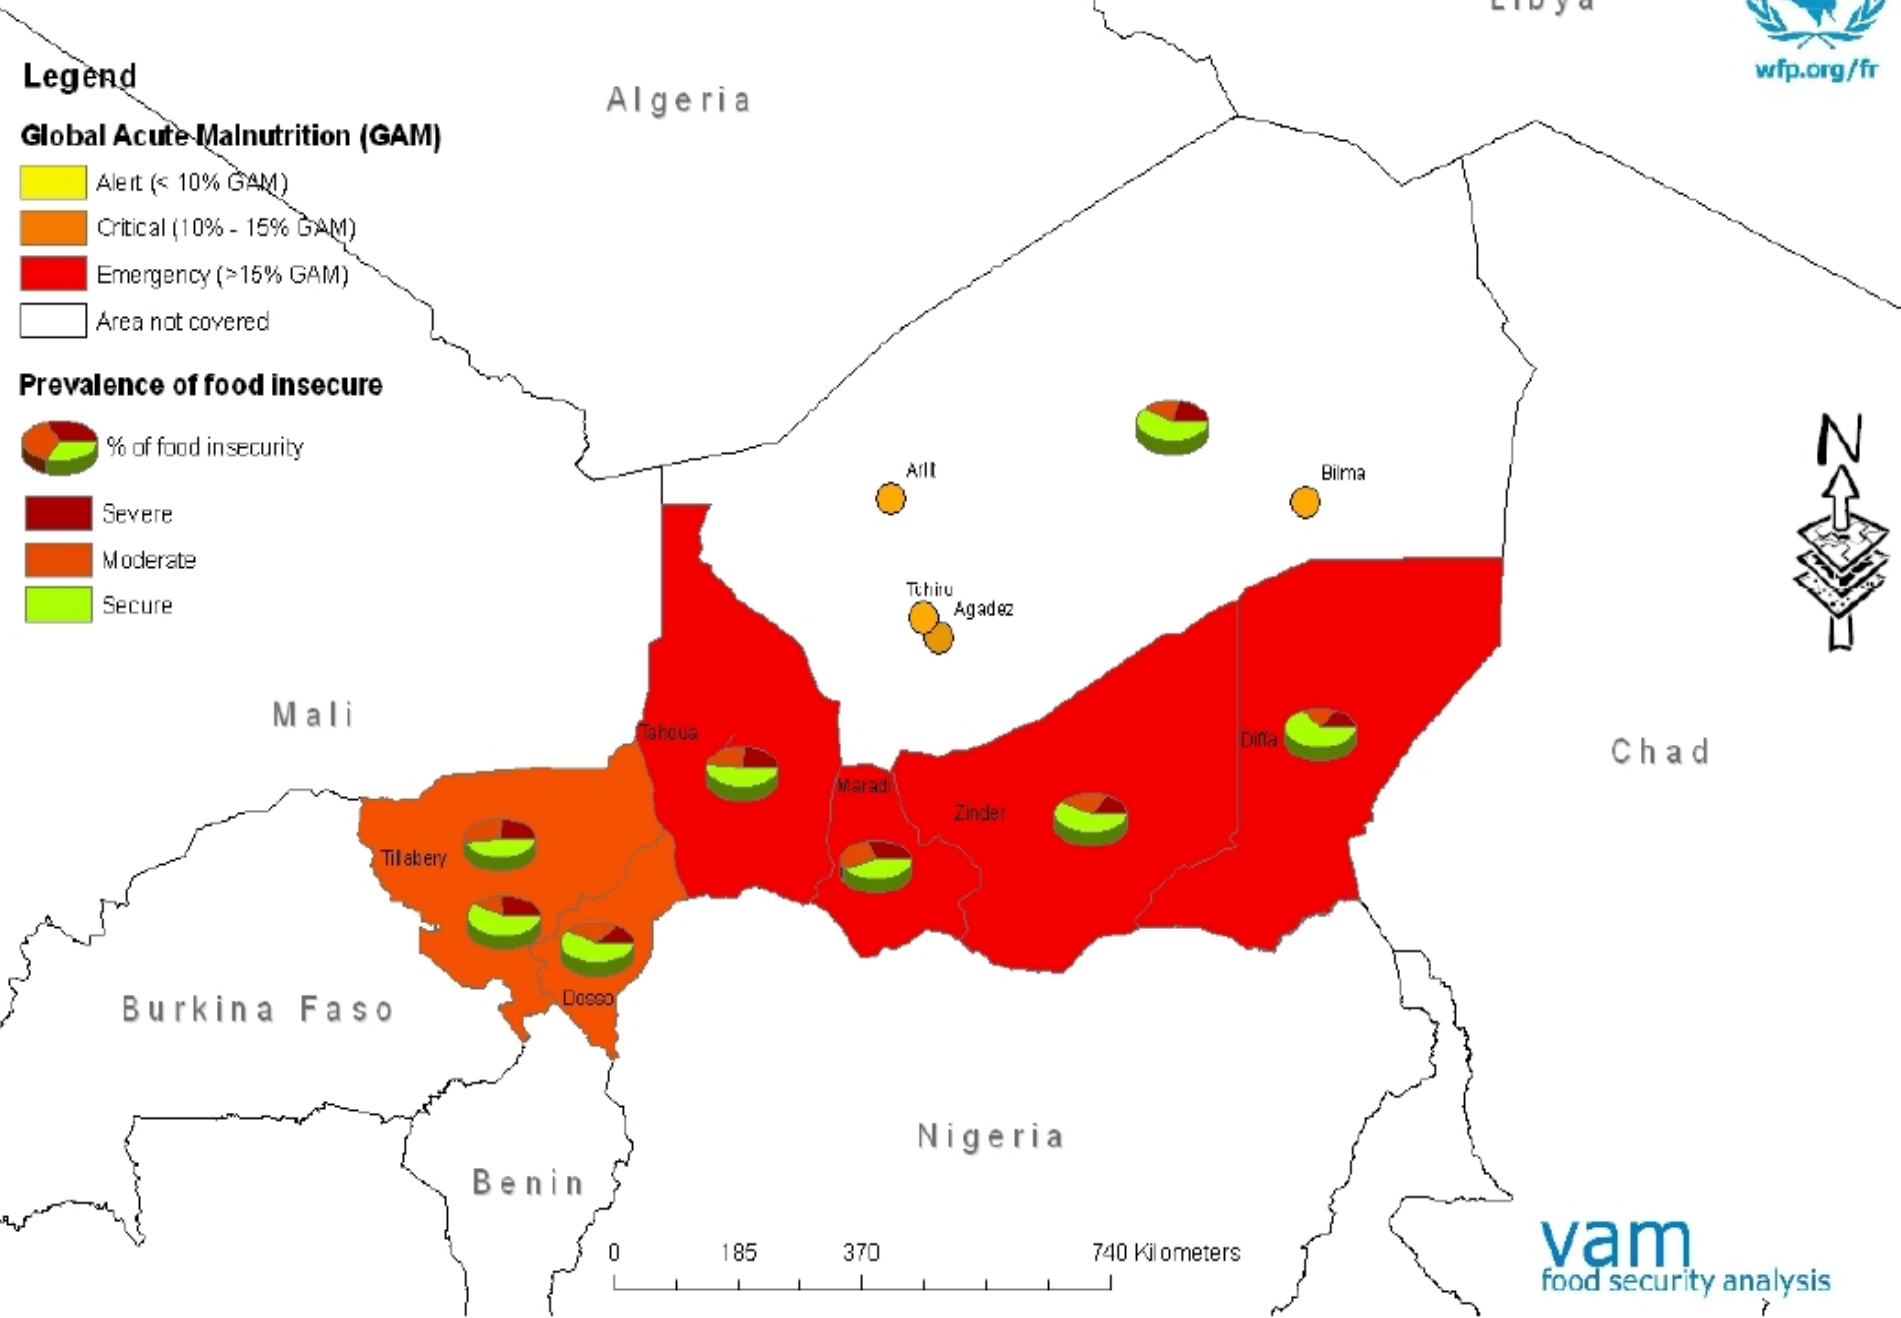 Libya
wfp.org/fr
Legend
Global Acute Malnutrition (GAM)
Alert (< 10% GAM)
Critical (10% - 15% GAM)
Emergency (>15% GAM)
Area not covered
Prevalence of food insecure
% of food insecurity
Severe
Moderate
Secure
Algeria
Arlit
Bilma
N
Tchiru
Agadez
Mali
Tahoua
Chad
Diffa
Maradi
Zinder
Tillabery
Dosso
Burkina Faso
Nigeria
Benin
0 185 370 740 Kilometers
vam
food security analysis